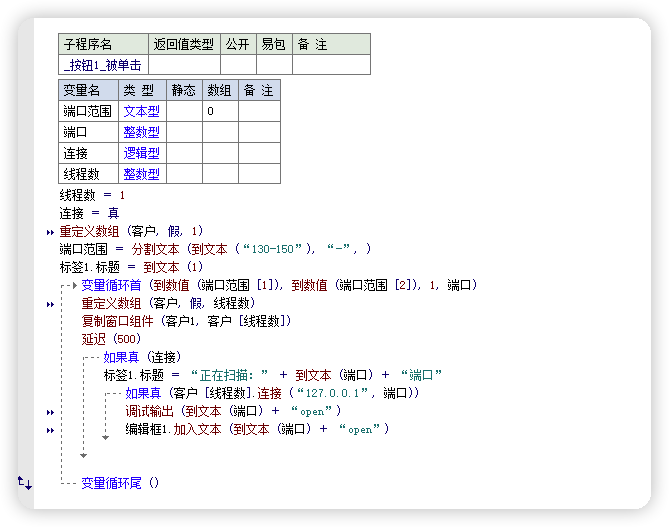 子程序名 返回值类型 公开 易包 备 注
_按钮1_被单击
变量名 类 型 静态 数组 备 注
端口范围 文本型 0
端口 整数型
连接 逻辑型
线程数 整数型
线程数 = 1
连接 = 真
重定义数组 (客户, 假, 1)
端口范围 = 分割文本 (到文本 (“130-150”), “-”, )
标签1.标题 = 到文本 (1)
变量循环首 (到数值 (端口范围 [1]), 到数值 (端口范围 [2]), 1, 端口)
重定义数组 (客户, 假, 线程数)
复制窗口组件 (客户1, 客户 [线程数])
延迟 (500)
如果真 (连接)
标签1.标题 = “正在扫描：” + 到文本 (端口) + “端口”
如果真 (客户 [线程数].连接 (“127.0.0.1”, 端口))
调试输出 (到文本 (端口) + “open”)
编辑框1.加入文本 (到文本 (端口) + “open”)
变量循环尾 ()